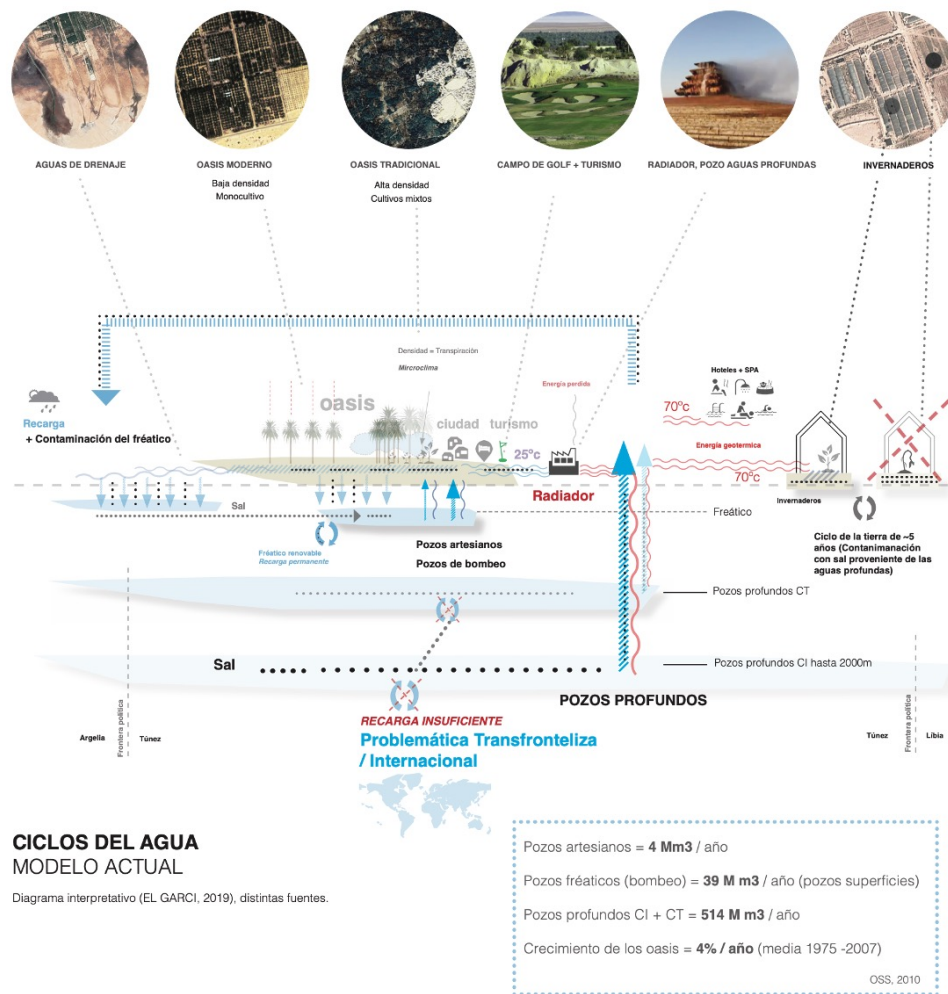 AGUAS DE DRENAJE
OASIS MODERNO
Baja densidad
Monocultivo
OASIS TRADICIONAL
Alta densidad
Cultivos mixtos
CAMPO DE GOLF + TURISMO
RADIADOR, POZO AGUAS PROFUNDAS
INVERNADEROS
Densidad = Transpiración
Mircroclima
Energía perdida
Hoteles + SPA
70ºc
Recarga
+ Contaminación del fréatico
oasis
ciudad
turismo
25ºc
Energía geotermica
70ºc
Radiador
Invernaderos
Sal
Freático
Fréatico renovable
Recarga permanente
Pozos artesianos
Pozos de bombeo
Ciclo de la tierra de ~5
años (Contanimanación
con sal proveniente de las
aguas profundas)
Pozos profundos CT
Sal
Pozos profundos CI hasta 2000m
POZOS PROFUNDOS
RECARGA INSUFICIENTE
Problemática Transfronteliza
/ Internacional
Argelia
Frontera política
Túnez
Túnez
Frontera política
Líbia
CICLOS DEL AGUA
MODELO ACTUAL
Diagrama interpretativo (EL GARCI, 2019), distintas fuentes.
Pozos artesianos = 4 Mm3 / año
Pozos fréaticos (bombeo) = 39 M m3 / año (pozos superficies)
Pozos profundos CI + CT = 514 M m3 / año
Crecimiento de los oasis = 4% / año (media 1975 -2007)
OSS, 2010